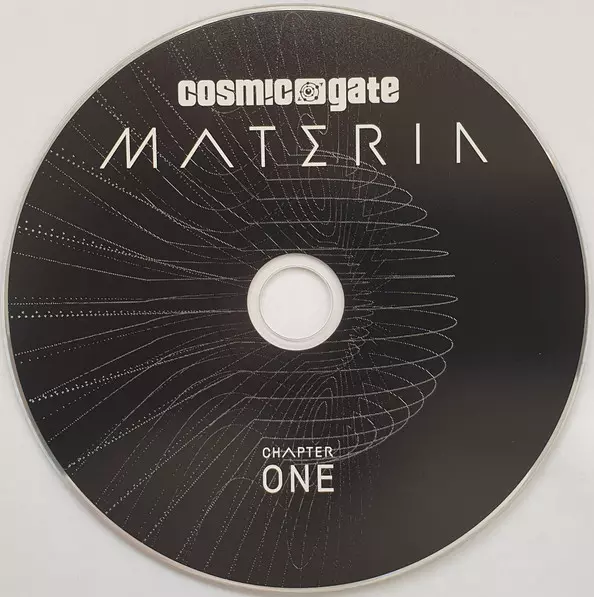 cosmic gate
MATERIA
CHAPTER
ONE